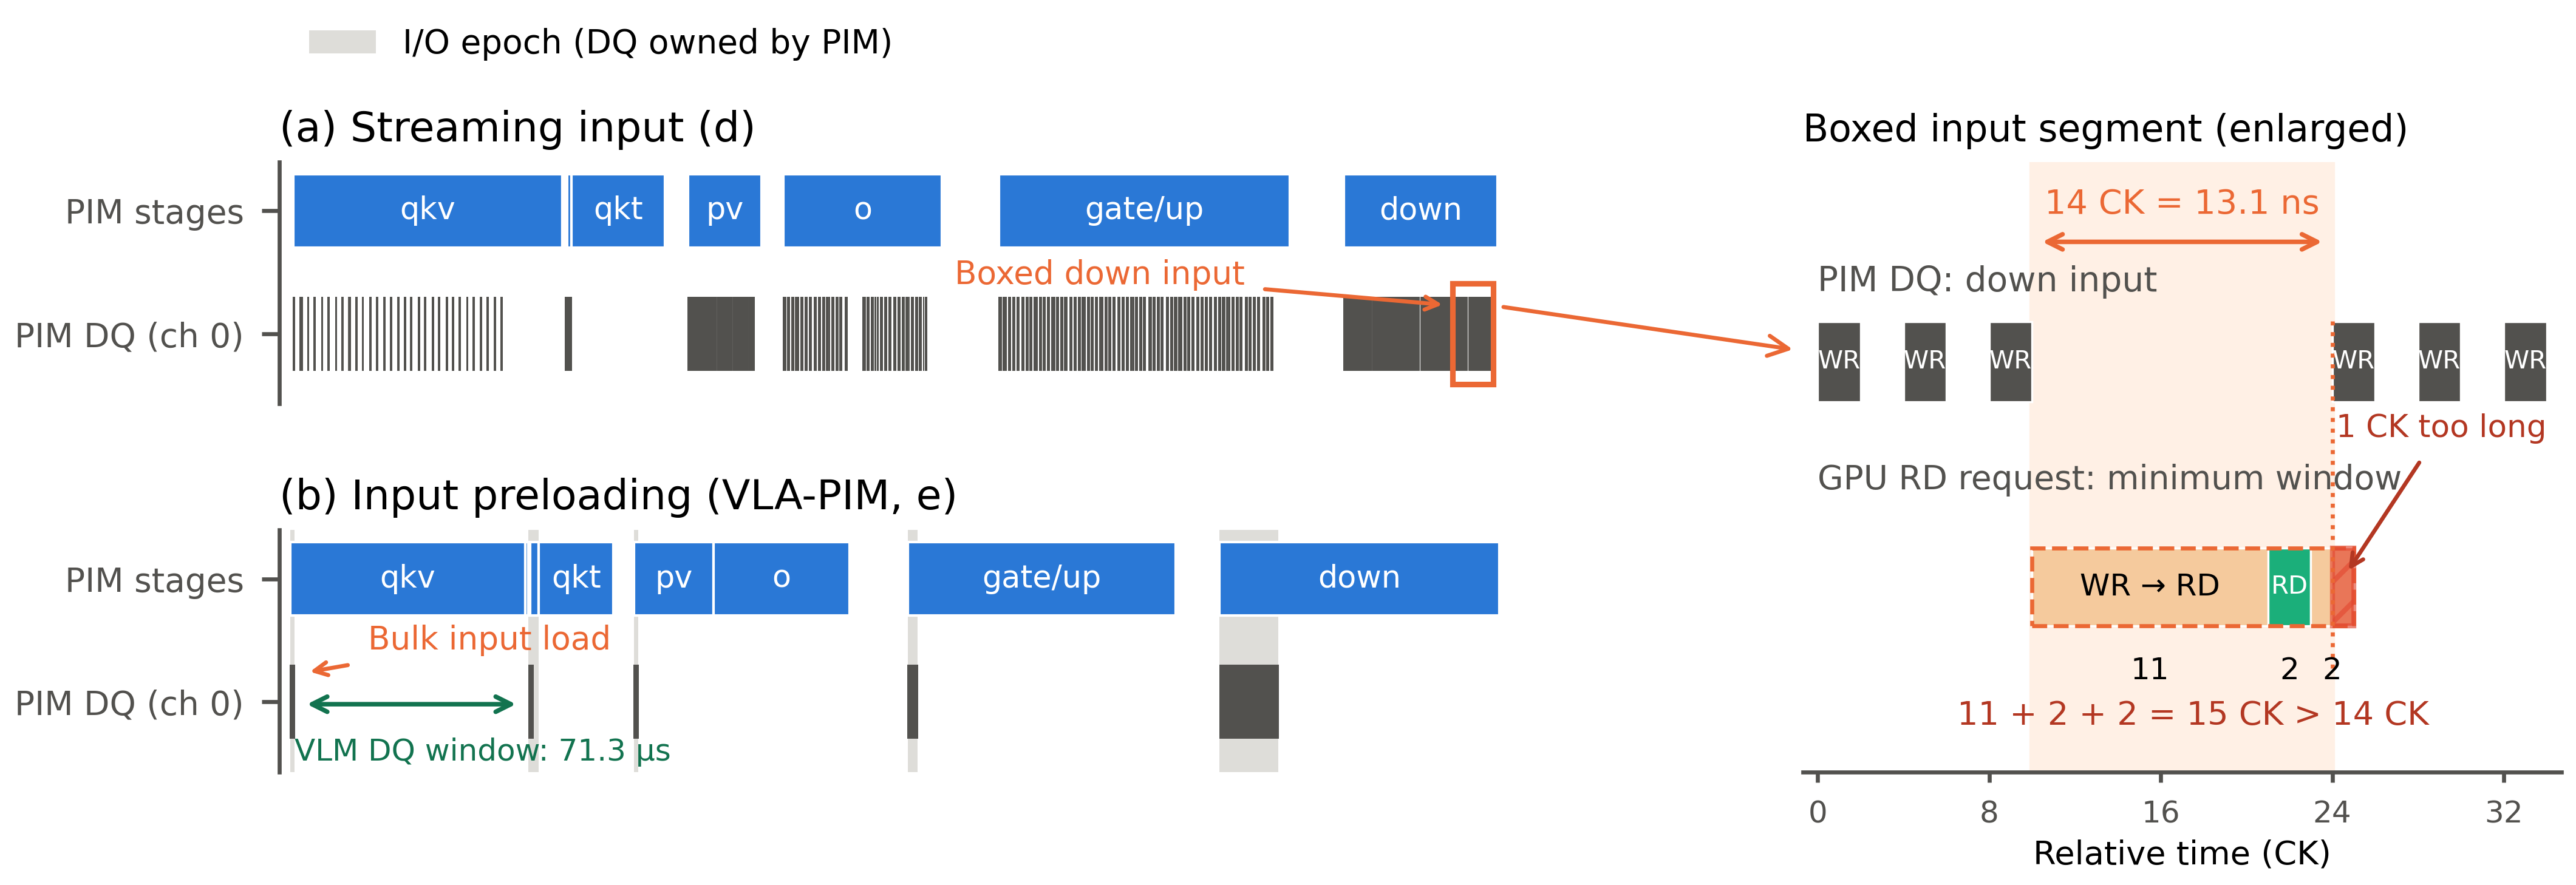 I/O epoch (DQ owned by PIM)
(a) Streaming input (d)
PIM stages
qkv
qkt
pv
o
gate/up
down
Boxed down input
PIM DQ (ch 0)
(b) Input preloading (VLA-PIM, e)
PIM stages
qkv
qkt
pv
o
gate/up
down
Bulk input load
PIM DQ (ch 0)
VLM DQ window: 71.3 μs
Boxed input segment (enlarged)
14 CK = 13.1 ns
PIM DQ: down input
WR WR WR WR WR WR
1 CK too long
GPU RD request: minimum window
WR → RD
RD
11 2 2
11 + 2 + 2 = 15 CK > 14 CK
0 8 16 24 32
Relative time (CK)